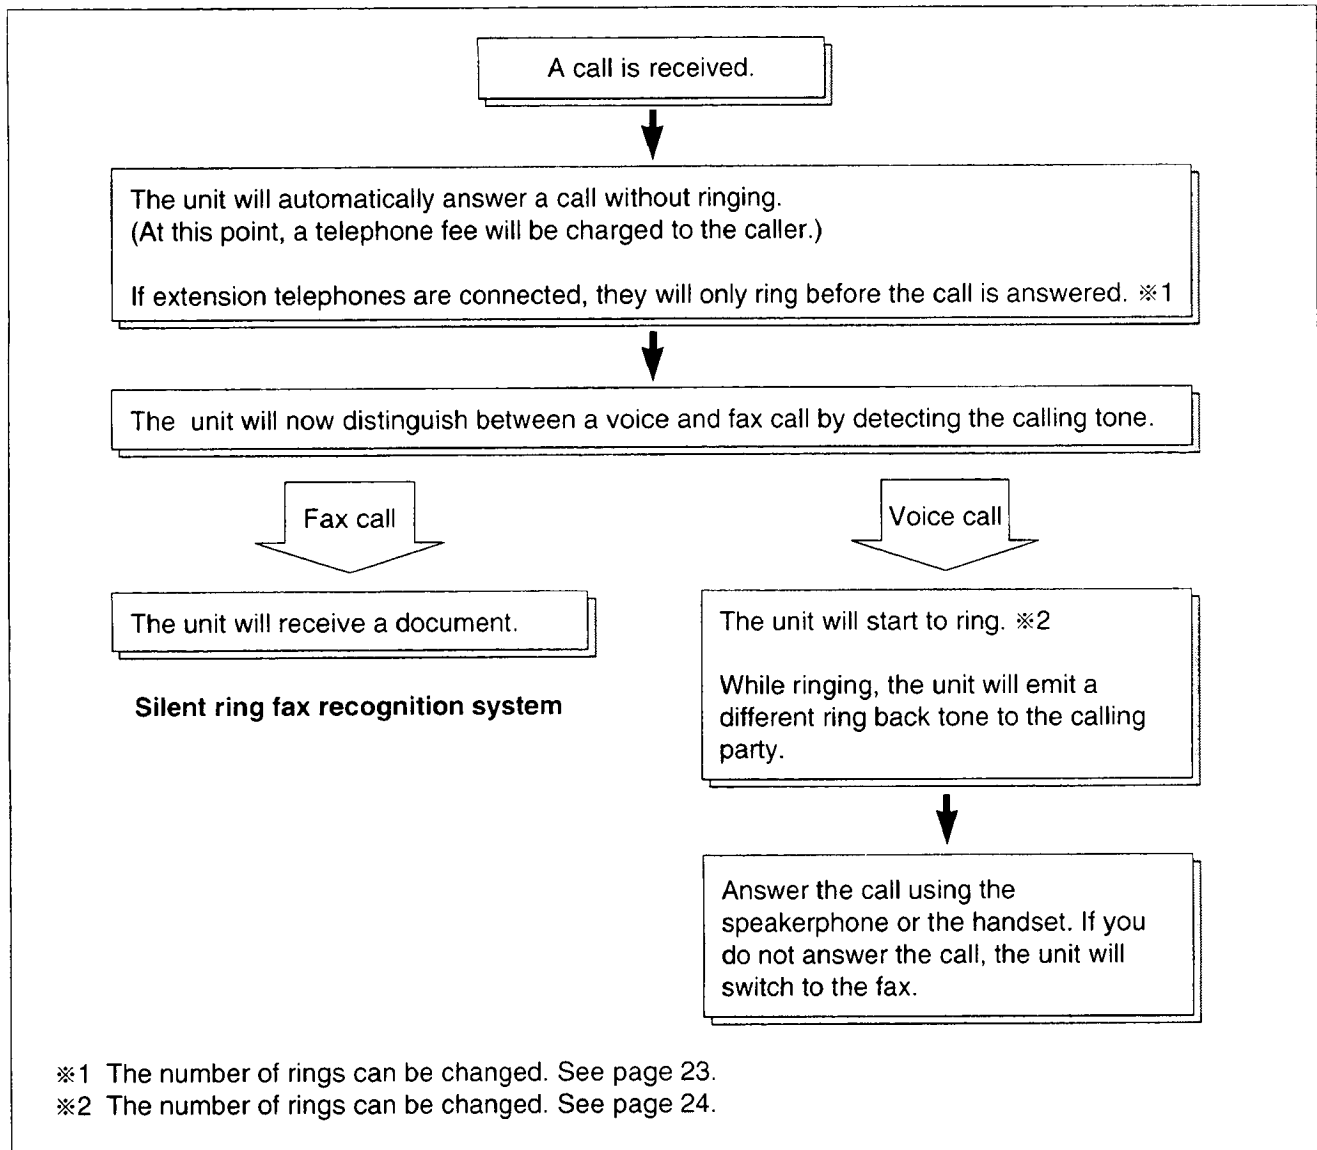 A call is received.
The unit will automatically answer a call without ringing.
(At this point, a telephone fee will be charged to the caller.)
If extension telephones are connected, they will only ring before the call is answered. ※1
The unit will now distinguish between a voice and fax call by detecting the calling tone.
Fax call
The unit will receive a document.
Silent ring fax recognition system
Voice call
The unit will start to ring. ※2
While ringing, the unit will emit a
different ring back tone to the calling
party.
Answer the call using the
speakerphone or the handset. If you
do not answer the call, the unit will
switch to the fax.
※1 The number of rings can be changed. See page 23.
※2 The number of rings can be changed. See page 24.